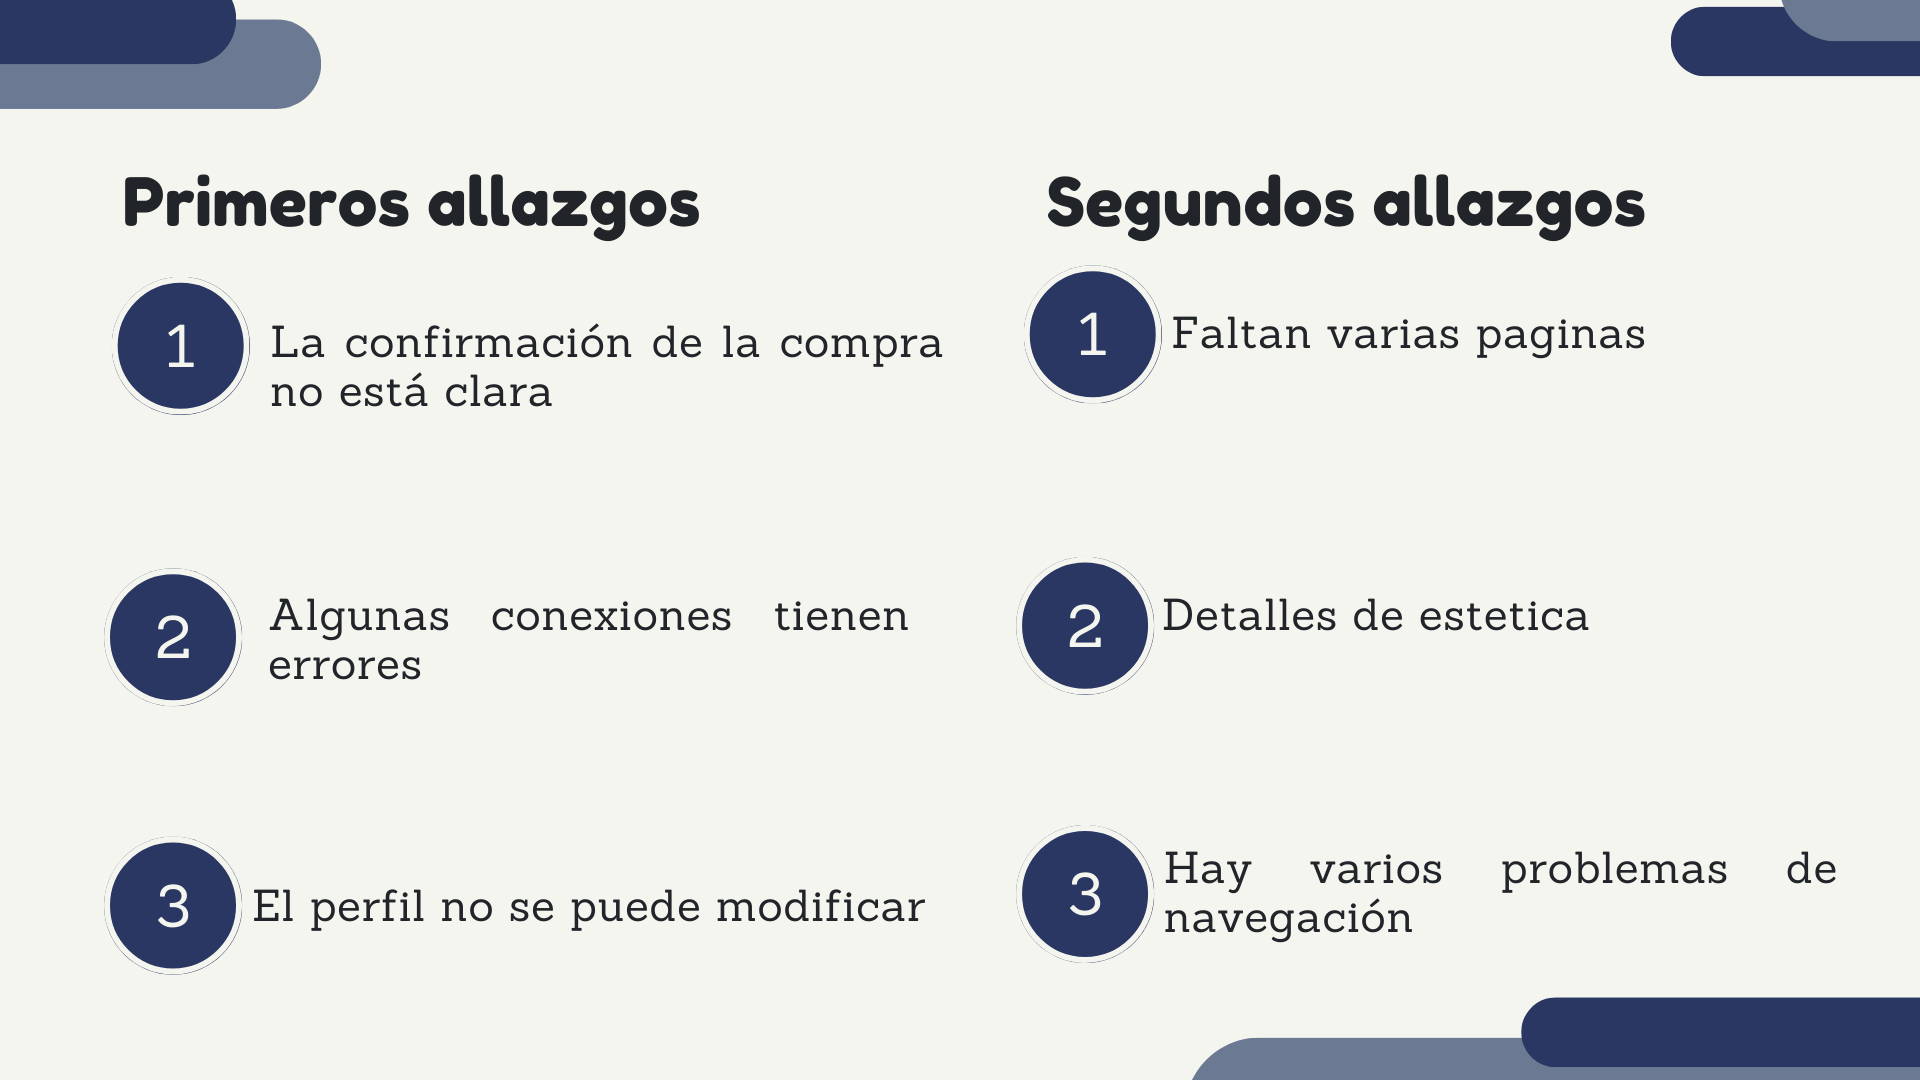 Primeros allazgos
1
La confirmación de la compra
no está clara
2
Algunas conexiones tienen
errores
3
El perfil no se puede modificar
Segundos allazgos
1
Faltan varias paginas
2
Detalles de estetica
3
Hay varios problemas de
navegación